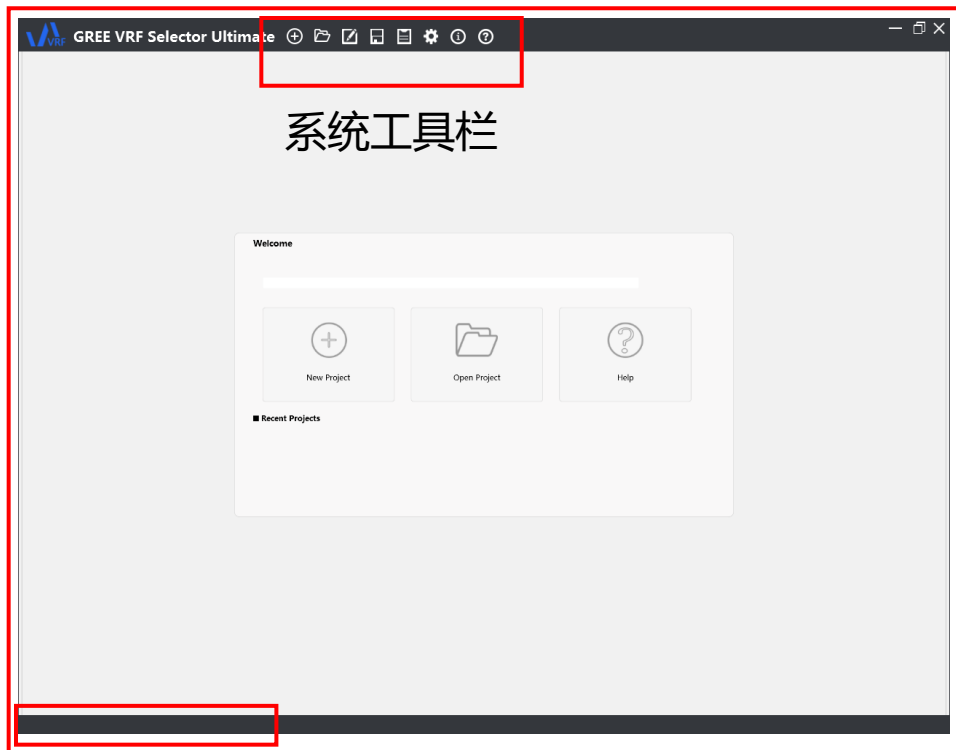 VRF GREE VRF Selector Ultimate
系统工具栏
Welcome
New Project Open Project Help
■ Recent Projects